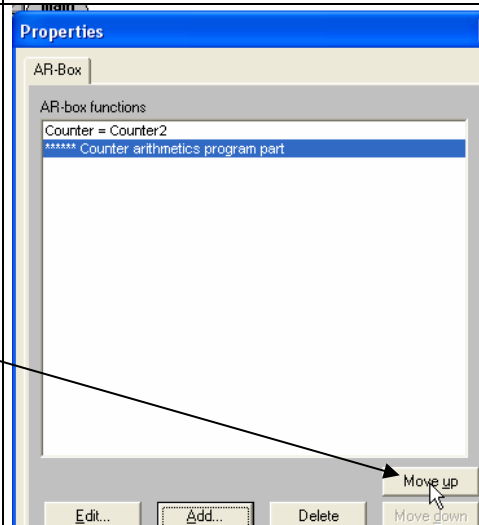 main
Properties
AR-Box
AR-box functions
Counter = Counter2
****** Counter arithmetics program part
Move up
Edit... Add... Delete Move down